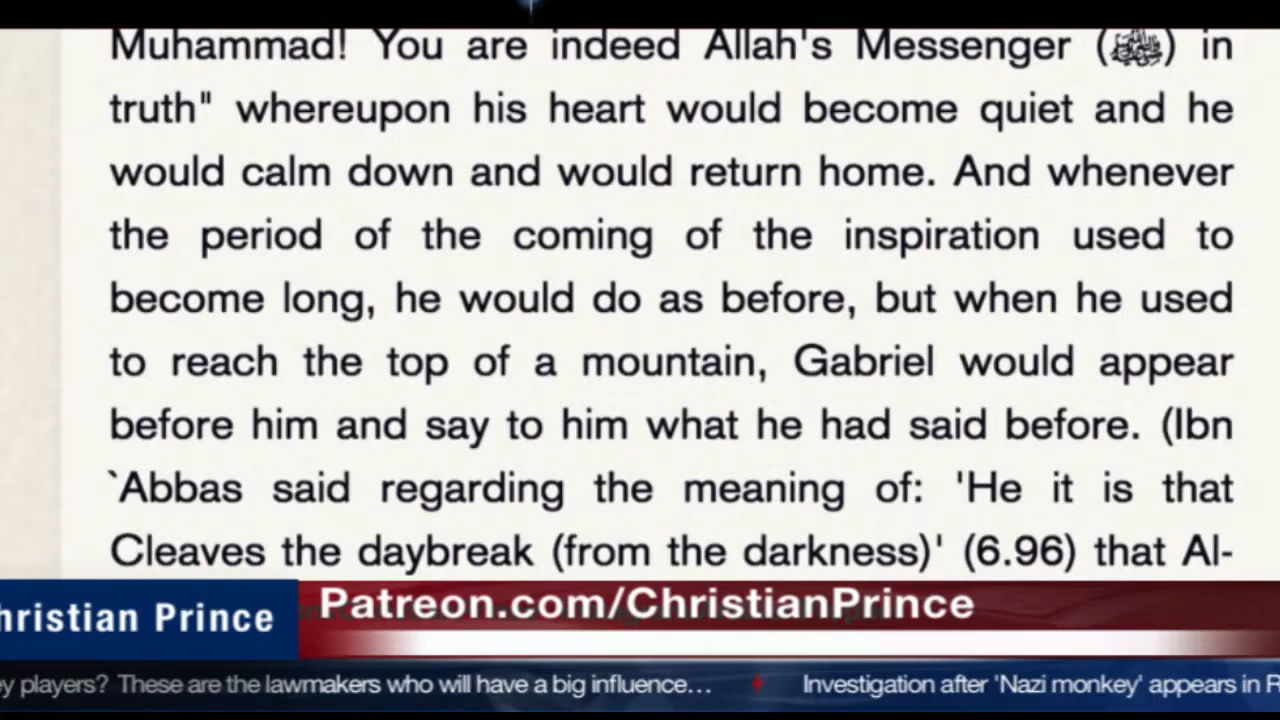 Muhammad! You are indeed Allah's Messenger (ﷺ) in
truth" whereupon his heart would become quiet and he
would calm down and would return home. And whenever
the period of the coming of the inspiration used to
become long, he would do as before, but when he used
to reach the top of a mountain, Gabriel would appear
before him and say to him what he had said before. (Ibn
`Abbas said regarding the meaning of: 'He it is that
Cleaves the daybreak (from the darkness)' (6.96) that Al-
hristian Prince
Patreon.com/ChristianPrince
ey players? These are the lawmakers who will have a big influence... Investigation after 'Nazi monkey' appears in R